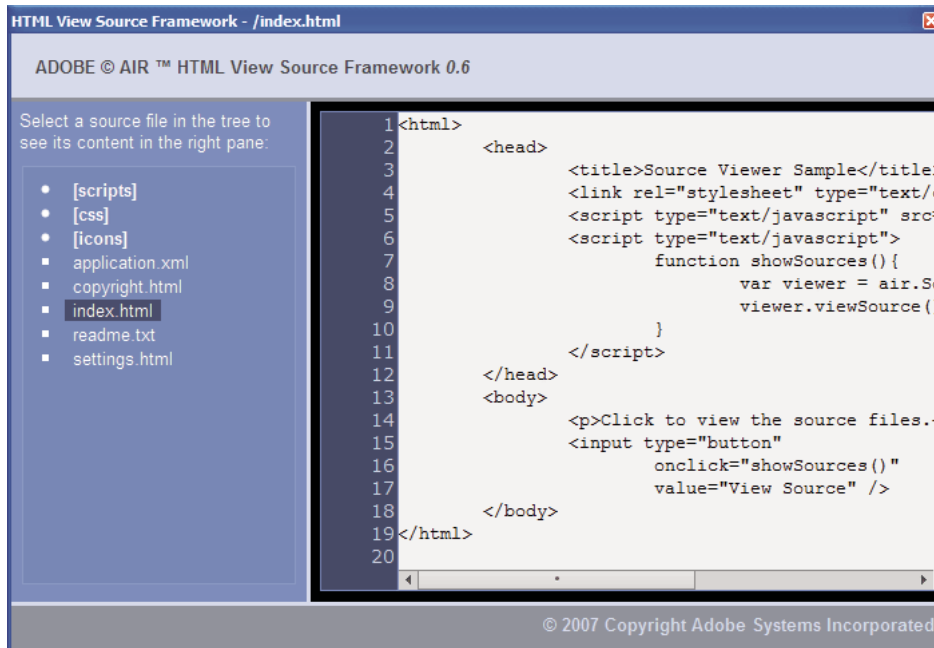 HTML View Source Framework - /index.html
ADOBE © AIR ™ HTML View Source Framework 0.6
Select a source file in the tree to
see its content in the right pane:
[scripts]
[css]
[icons]
application.xml
copyright.html
index.html
readme.txt
settings.html
1 <html>
2 <head>
3 <title>Source Viewer Sample</title
4 <link rel="stylesheet" type="text/
5 <script type="text/javascript" src
6 <script type="text/javascript">
7 function showSources(){
8 var viewer = air.S
9 viewer.viewSource(
10 }
11 </script>
12 </head>
13 <body>
14 <p>Click to view the source files.
15 <input type="button"
16 onclick="showSources()"
17 value="View Source" />
18 </body>
19 </html>
20
© 2007 Copyright Adobe Systems Incorporated